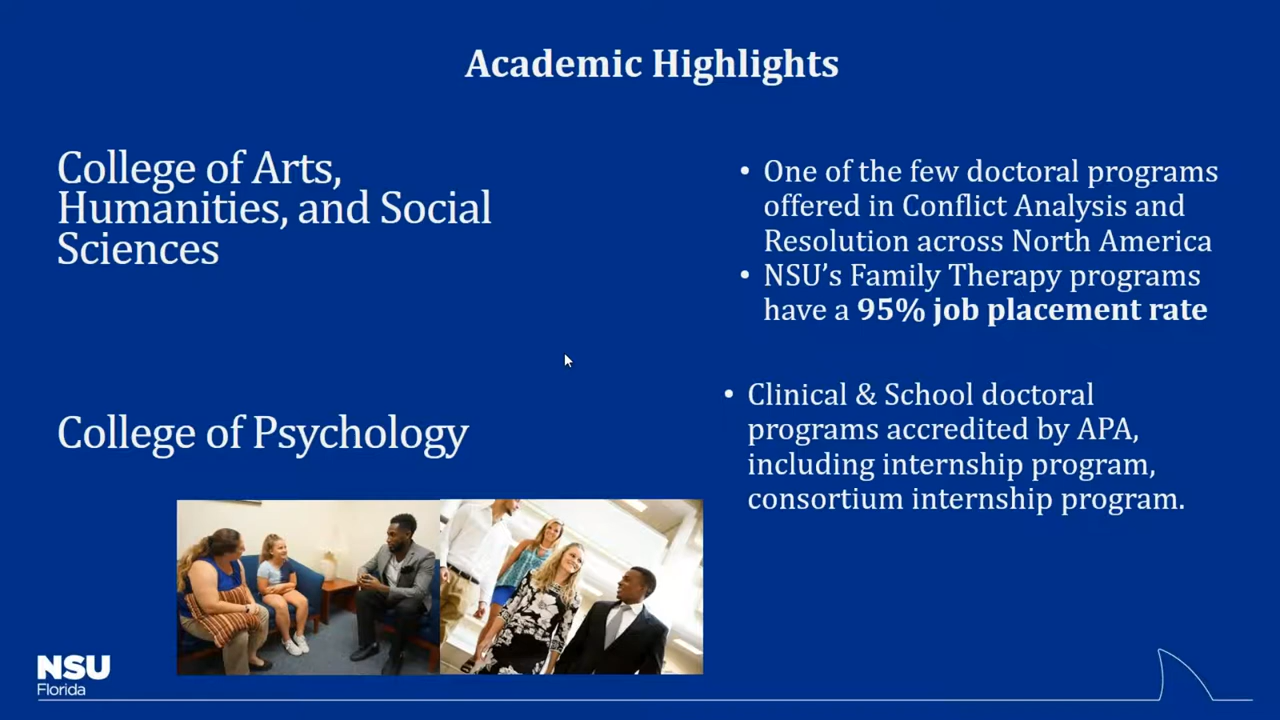 Academic Highlights
College of Arts,
Humanities, and Social
Sciences
• One of the few doctoral programs
offered in Conflict Analysis and
Resolution across North America
• NSU’s Family Therapy programs
have a 95% job placement rate
College of Psychology
• Clinical & School doctoral
programs accredited by APA,
including internship program,
consortium internship program.
NSU
Florida